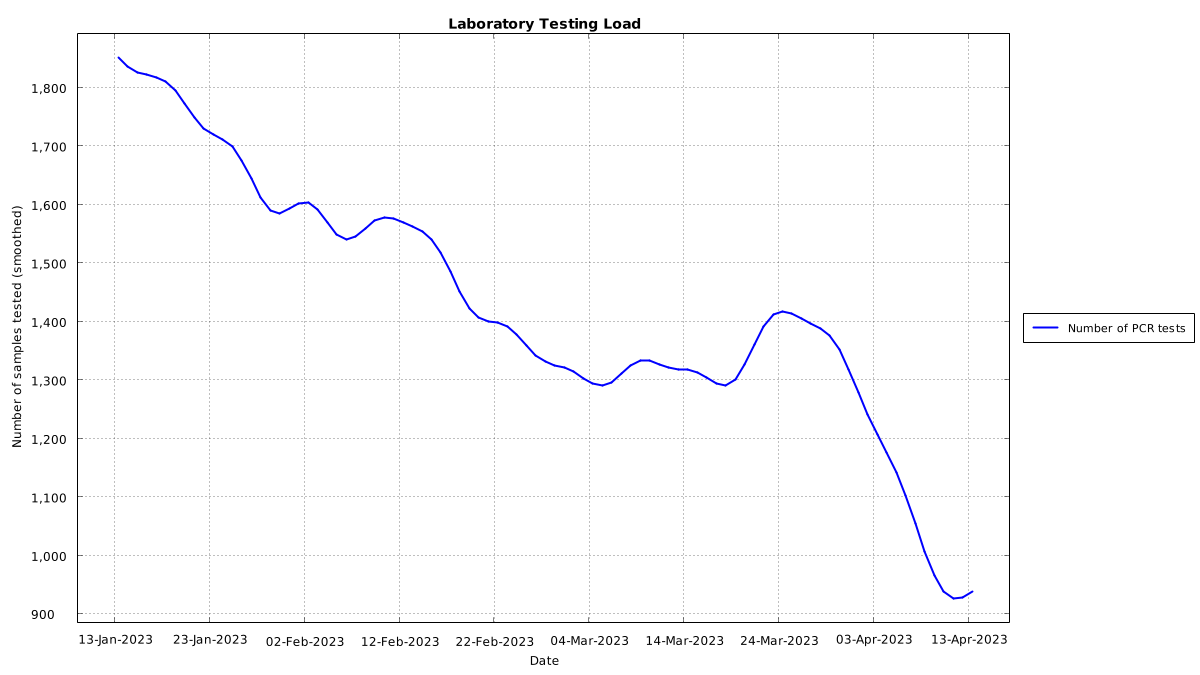 Laboratory Testing Load
Number of samples tested (smoothed)
1,800
1,700
1,600
1,500
1,400
1,300
1,200
1,100
1,000
900
13-Jan-2023 23-Jan-2023 02-Feb-2023 12-Feb-2023 22-Feb-2023 04-Mar-2023 14-Mar-2023 24-Mar-2023 03-Apr-2023 13-Apr-2023
Date
Number of PCR tests